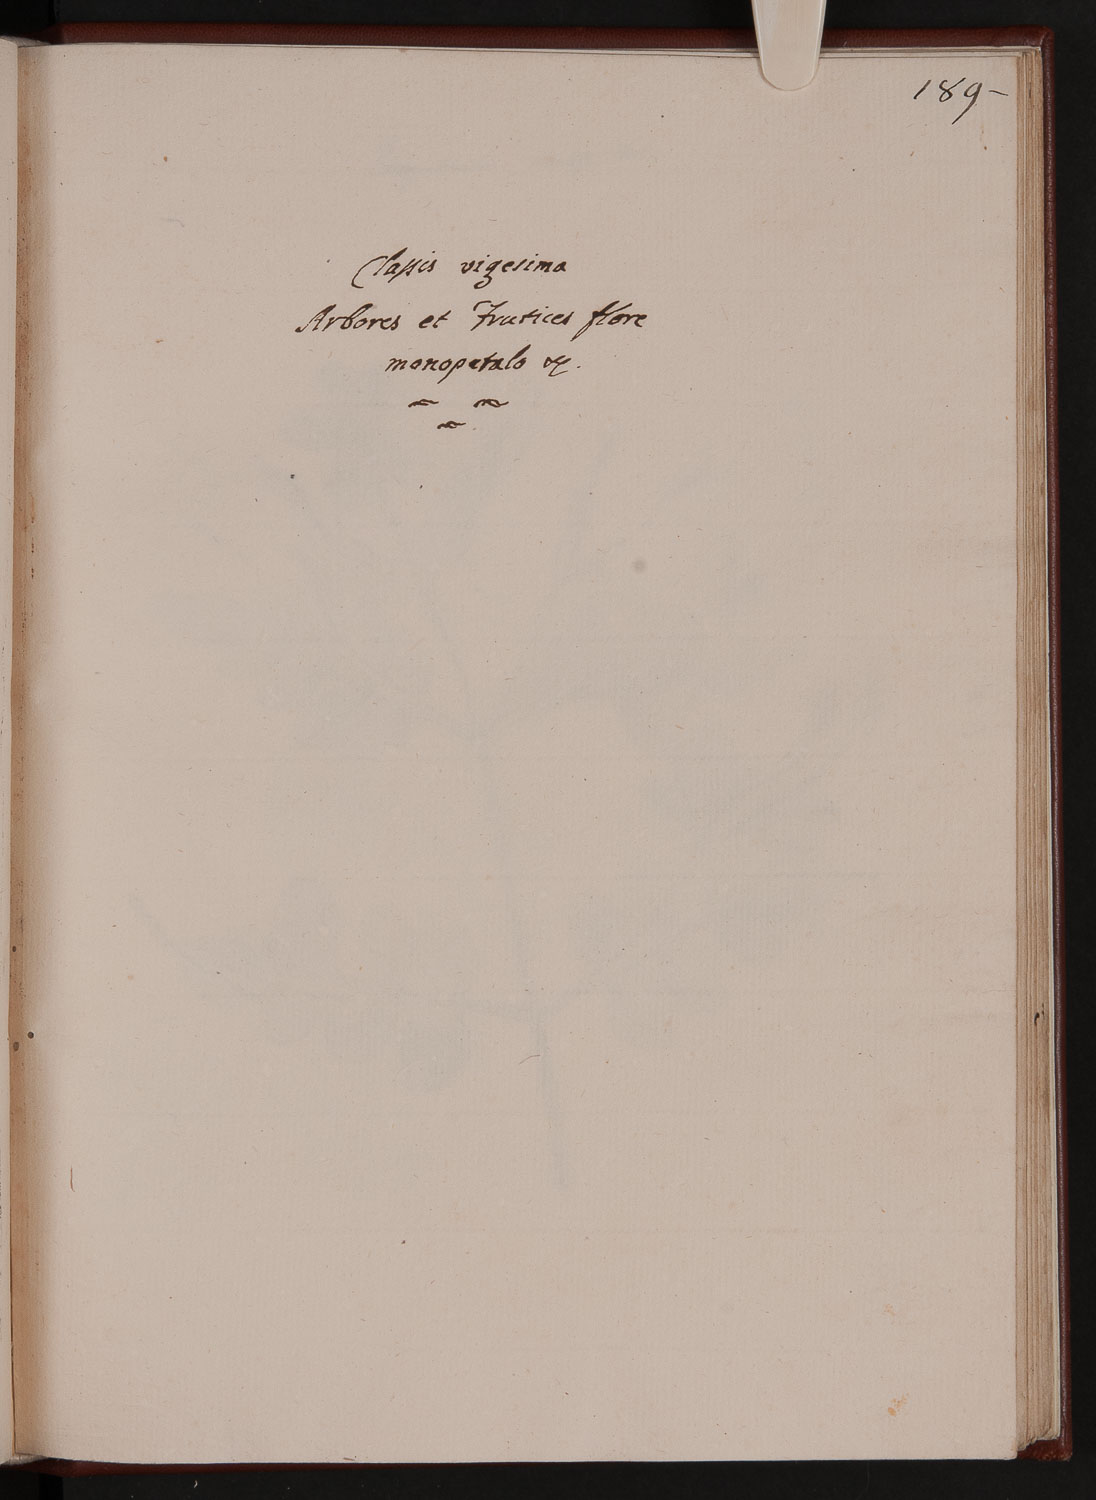 189-
Classis vigesima
Arbores et Frutices flore
monopetalo &c.